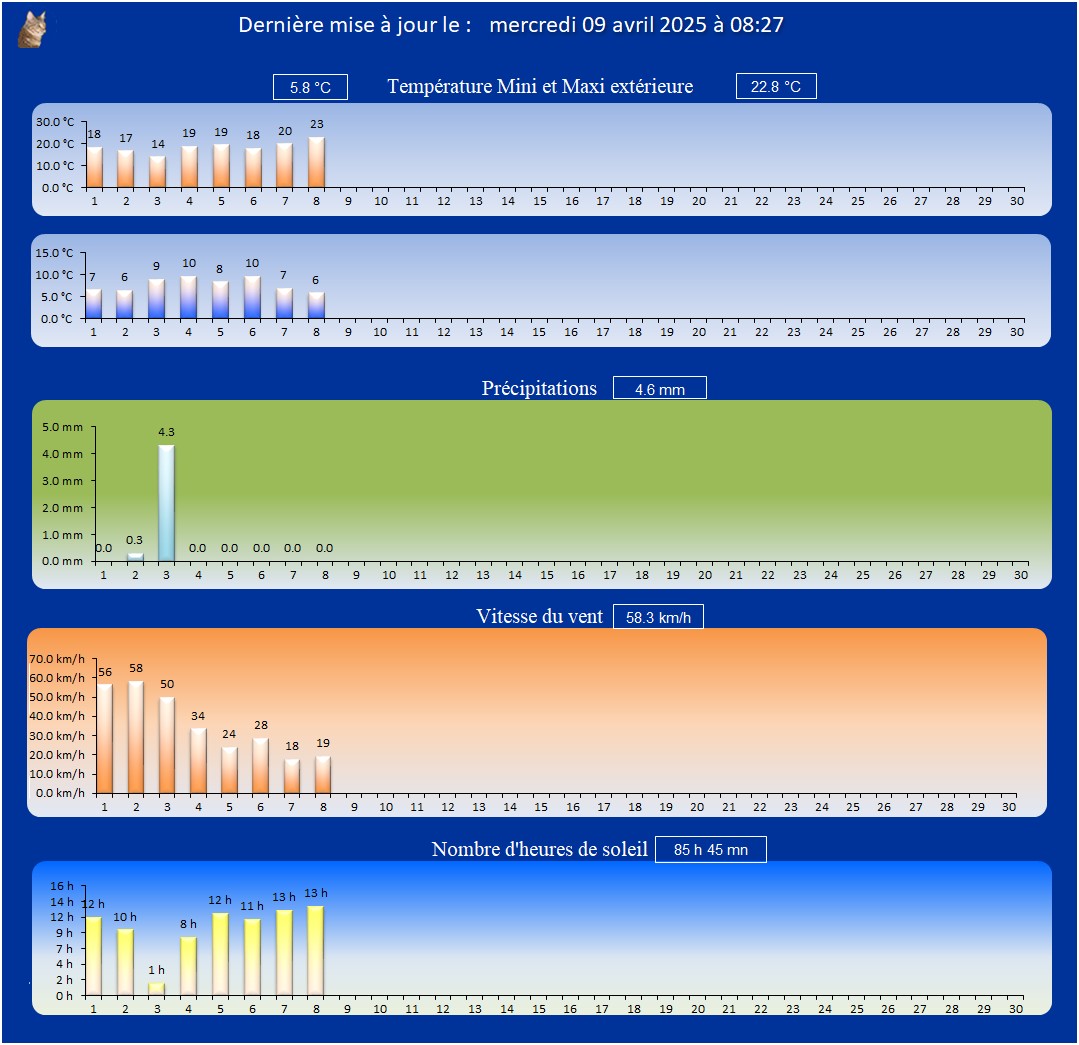 Dernière mise à jour le : mercredi 09 avril 2025 à 08:27
5.8 °C Température Mini et Maxi extérieure 22.8 °C
30.0 °C
20.0 °C
10.0 °C
0.0 °C
18 17 14 19 19 18 20 23
1 2 3 4 5 6 7 8 9 10 11 12 13 14 15 16 17 18 19 20 21 22 23 24 25 26 27 28 29 30
15.0 °C
10.0 °C
5.0 °C
0.0 °C
7 6 9 10 8 10 7 6
1 2 3 4 5 6 7 8 9 10 11 12 13 14 15 16 17 18 19 20 21 22 23 24 25 26 27 28 29 30
Précipitations 4.6 mm
5.0 mm
4.0 mm
3.0 mm
2.0 mm
1.0 mm
0.0 mm
0.0 0.3 4.3 0.0 0.0 0.0 0.0 0.0
1 2 3 4 5 6 7 8 9 10 11 12 13 14 15 16 17 18 19 20 21 22 23 24 25 26 27 28 29 30
Vitesse du vent 58.3 km/h
70.0 km/h
60.0 km/h
50.0 km/h
40.0 km/h
30.0 km/h
20.0 km/h
10.0 km/h
0.0 km/h
56 58 50 34 24 28 18 19
1 2 3 4 5 6 7 8 9 10 11 12 13 14 15 16 17 18 19 20 21 22 23 24 25 26 27 28 29 30
Nombre d'heures de soleil 85 h 45 mn
16 h
14 h
12 h
9 h
7 h
4 h
2 h
0 h
12 h 10 h 1 h 8 h 12 h 11 h 13 h 13 h
1 2 3 4 5 6 7 8 9 10 11 12 13 14 15 16 17 18 19 20 21 22 23 24 25 26 27 28 29 30